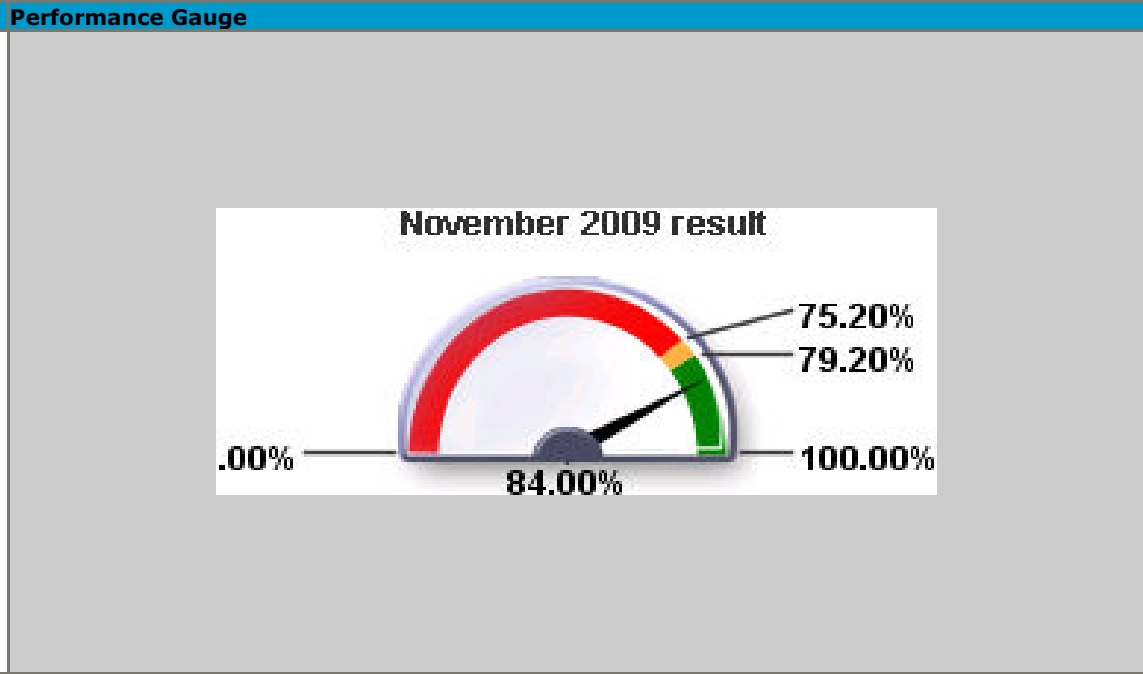 Performance Gauge
November 2009 result
75.20%
79.20%
.00%
100.00%
84.00%